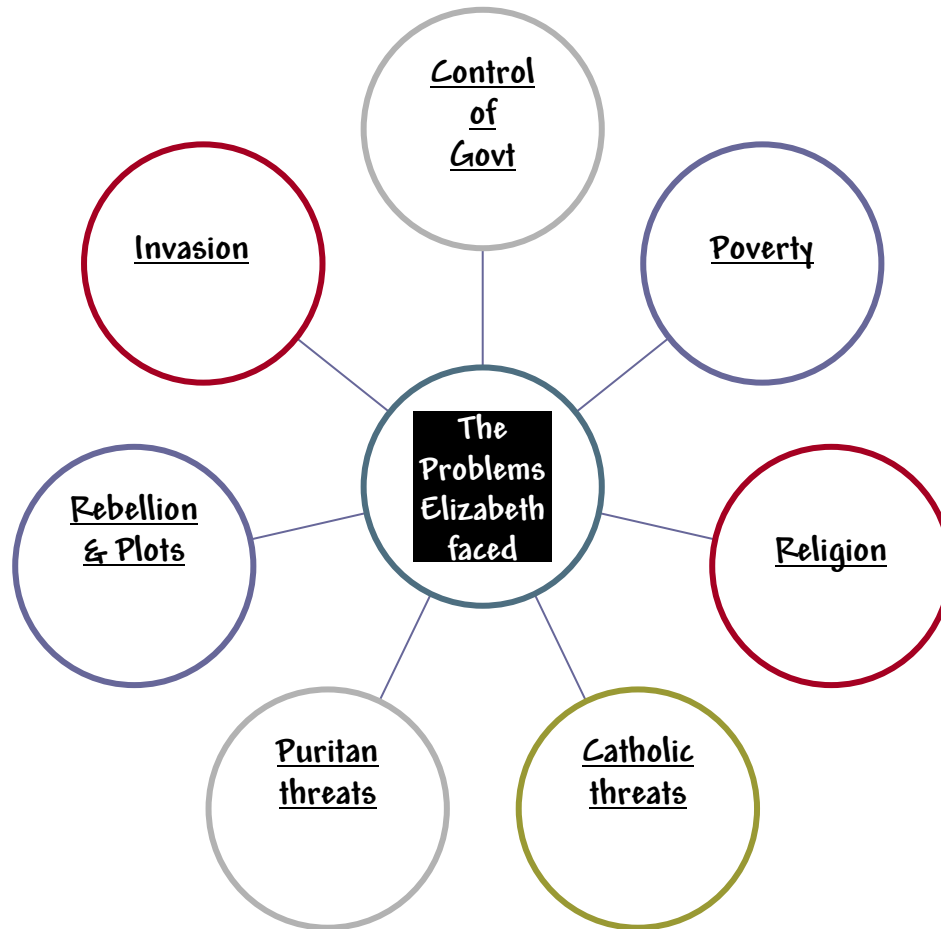 Control
of
Govt
Invasion
Poverty
The
Problems
Elizabeth
faced
Rebellion
& Plots
Religion
Puritan
threats
Catholic
threats